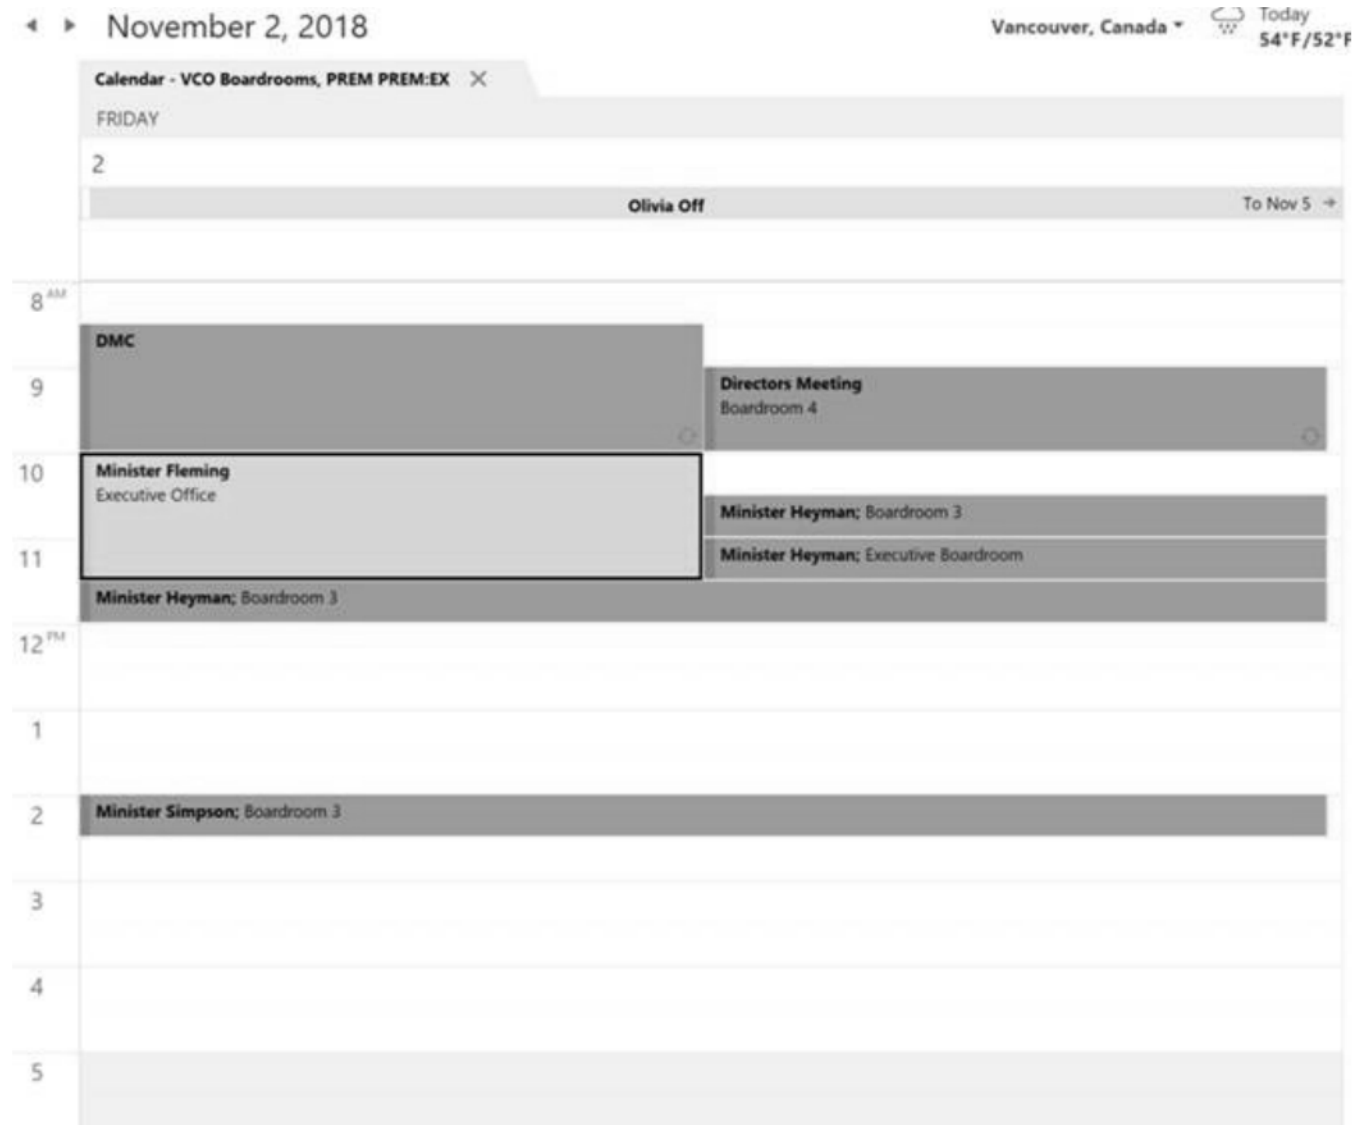 November 2, 2018
Vancouver, Canada
Today
54°F/52°F
Calendar - VCO Boardrooms, PREM PREM:EX
FRIDAY
2
Olivia Off
To Nov 5
8 AM
DMC
9
Directors Meeting
Boardroom 4
10
Minister Fleming
Executive Office
Minister Heyman; Boardroom 3
11
Minister Heyman; Executive Boardroom
Minister Heyman; Boardroom 3
12 PM
1
2
Minister Simpson; Boardroom 3
3
4
5